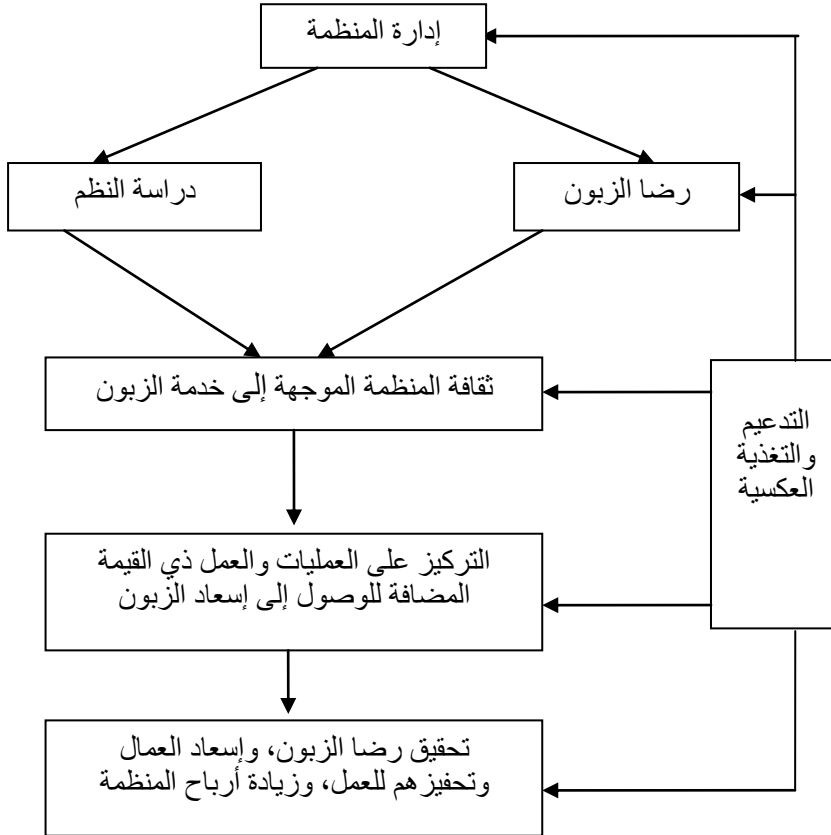 إدارة المنظمة
رضا الزبون
دراسة النظم
ثقافة المنظمة الموجهة إلى خدمة الزبون
التدعيم
والتغذية
العكسية
التركيز على العمليات والعمل ذي القيمة
المضافة للوصول إلى إسعاد الزبون
تحقيق رضا الزبون، وإسعاد العمال
وتحفيزهم للعمل، وزيادة أرباح المنظمة